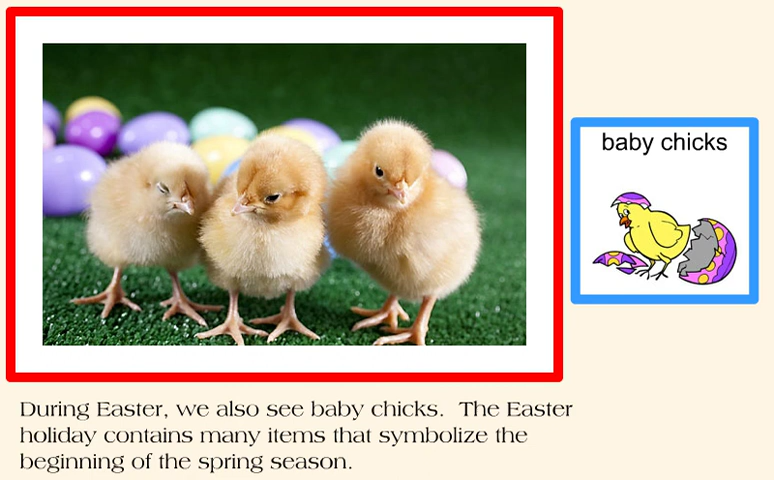 baby chicks
During Easter, we also see baby chicks.  The Easter
holiday contains many items that symbolize the
beginning of the spring season.